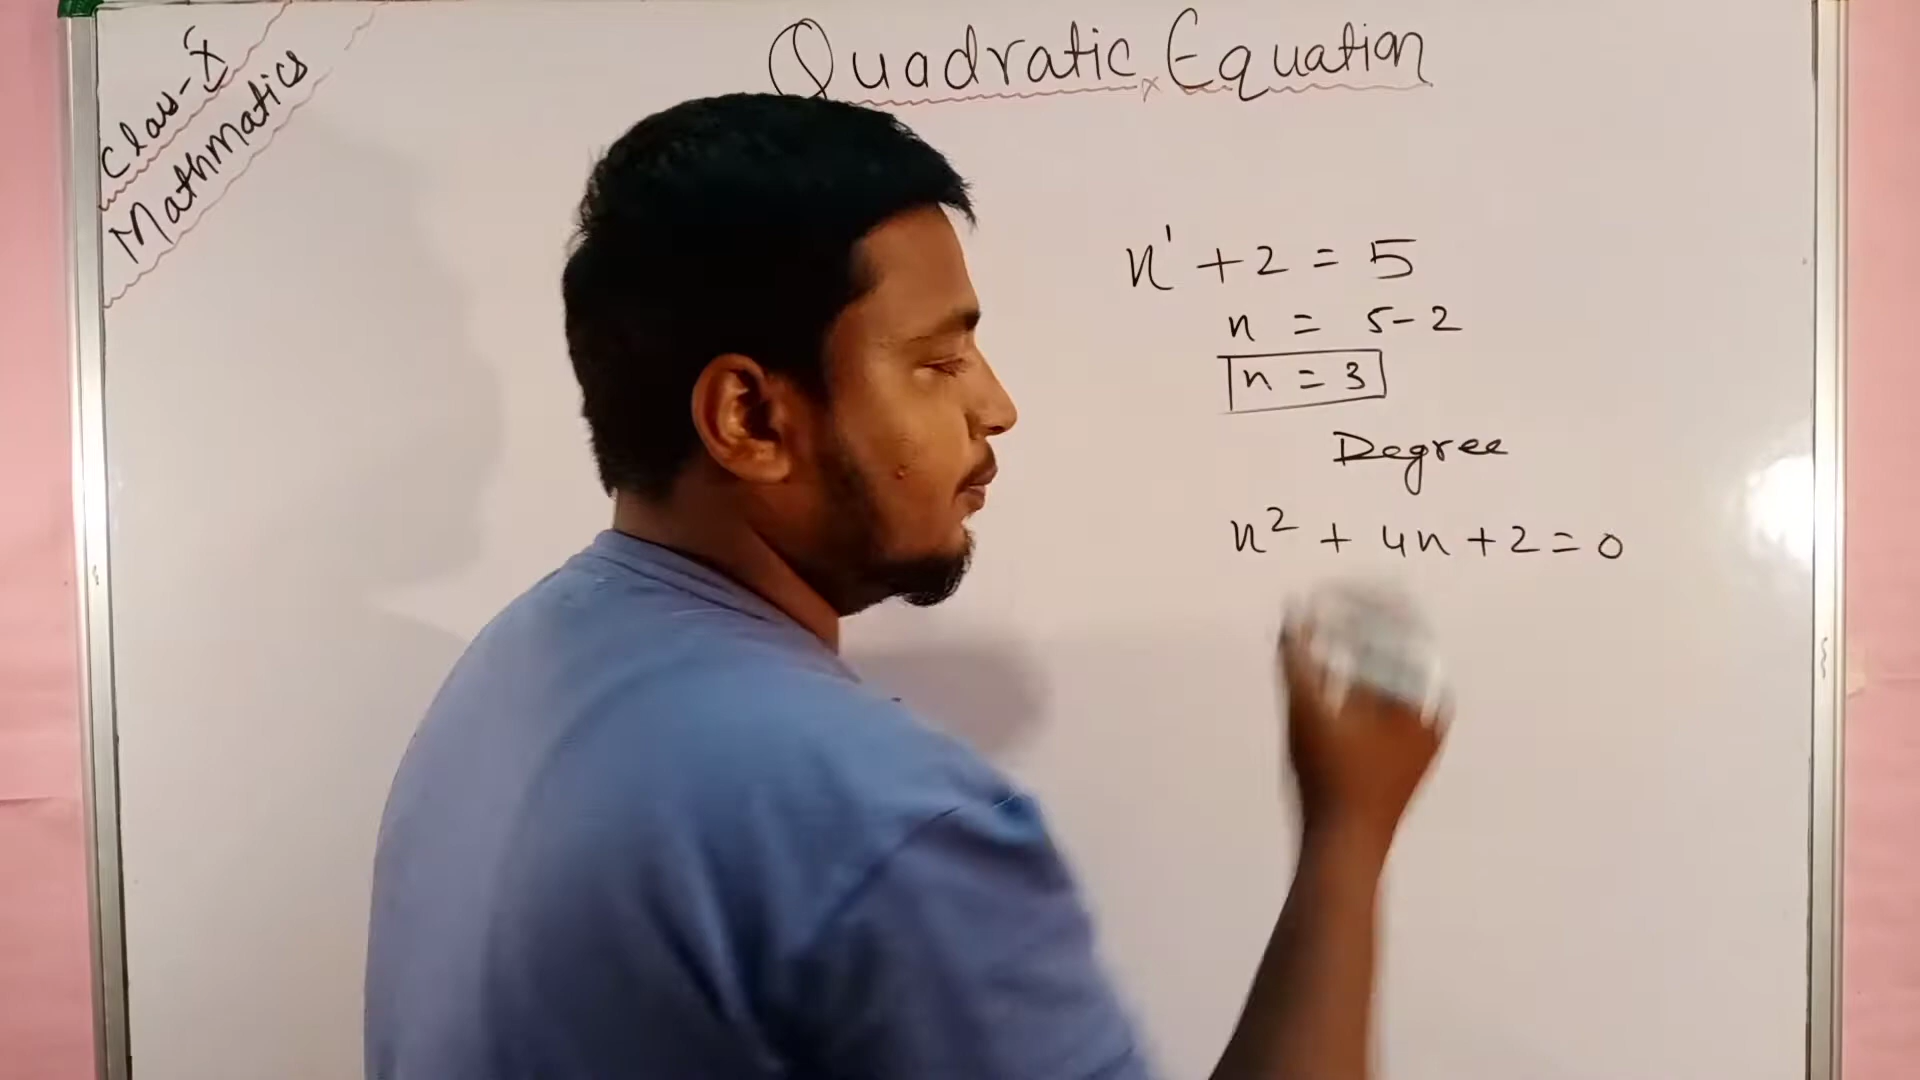 Class-X
Mathmatics
Quadratic Equation
x¹ + 2 = 5
x = 5 - 2
x = 3
Degree
x² + 4x + 2 = 0